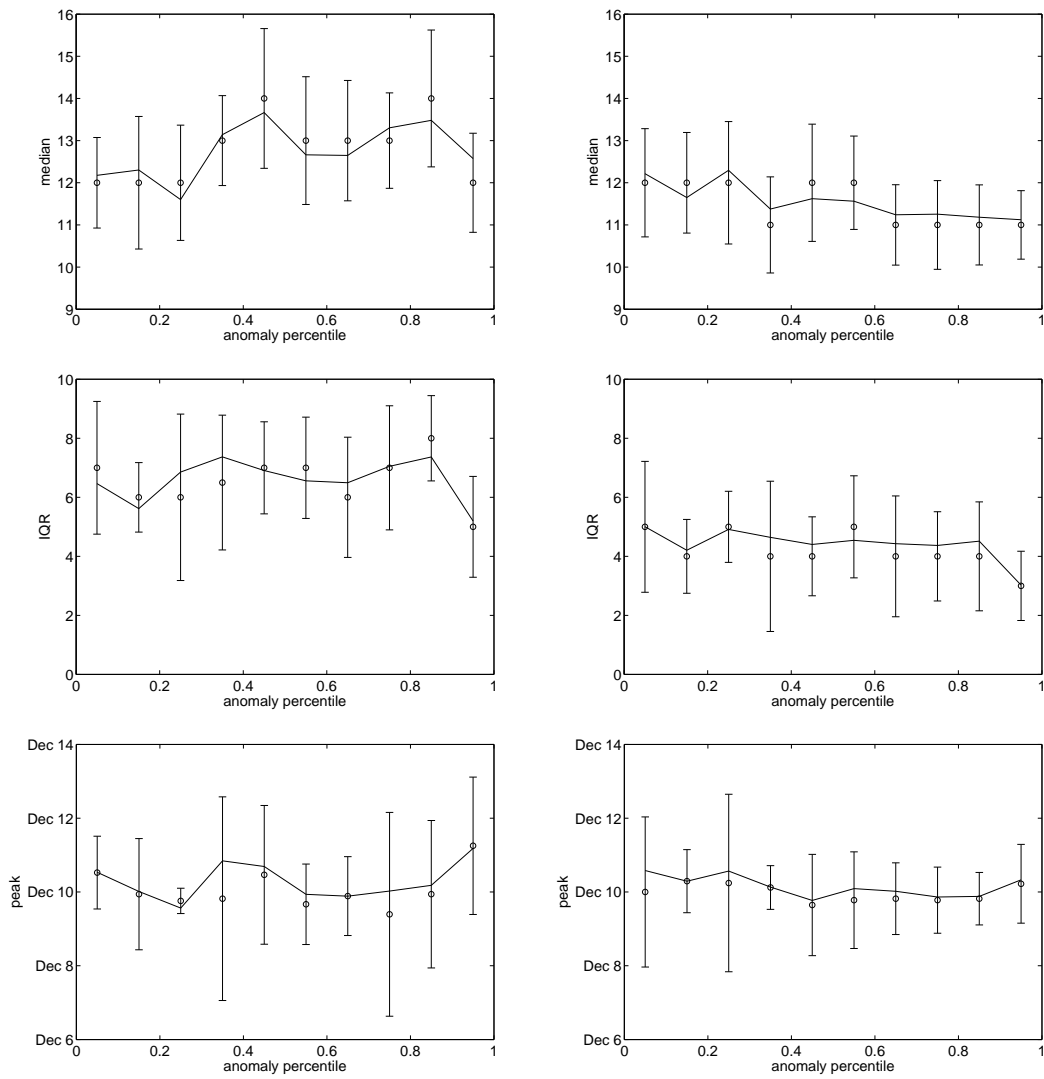 16
15
14
13
12
11
10
9
median
0 0.2 0.4 0.6 0.8 1
anomaly percentile
16
15
14
13
12
11
10
9
median
0 0.2 0.4 0.6 0.8 1
anomaly percentile
10
8
6
4
2
0
IQR
0 0.2 0.4 0.6 0.8 1
anomaly percentile
10
8
6
4
2
0
IQR
0 0.2 0.4 0.6 0.8 1
anomaly percentile
Dec 14
Dec 12
Dec 10
Dec 8
Dec 6
peak
0 0.2 0.4 0.6 0.8 1
anomaly percentile
Dec 14
Dec 12
Dec 10
Dec 8
Dec 6
peak
0 0.2 0.4 0.6 0.8 1
anomaly percentile